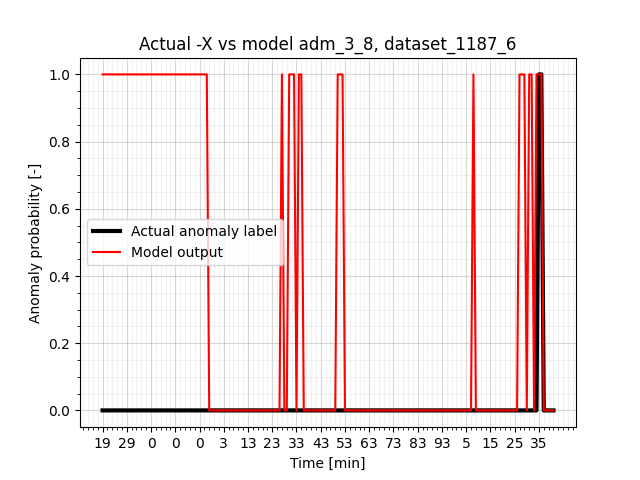 Actual -X vs model adm_3_8, dataset_1187_6
Anomaly probability [-]
1.0
0.8
0.6
0.4
0.2
0.0
Actual anomaly label
Model output
19 29 0 0 0 3 13 23 33 43 53 63 73 83 93 5 15 25 35
Time [min]